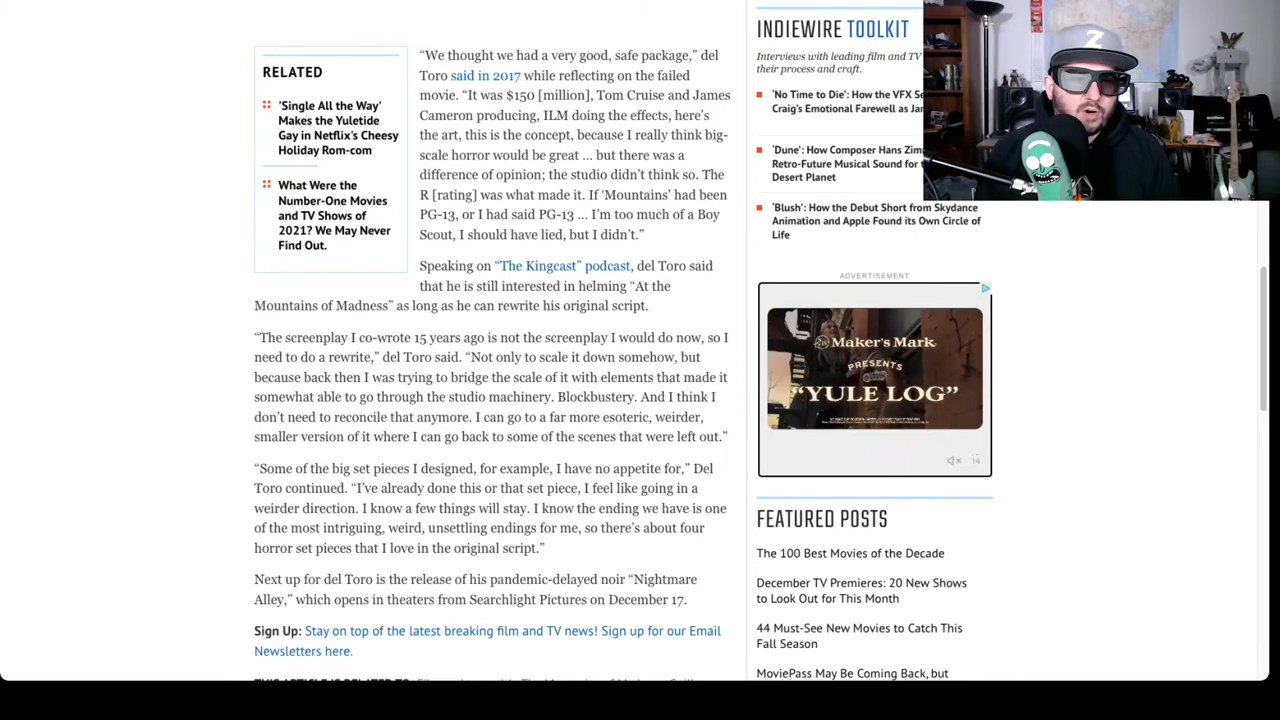 RELATED
'Single All the Way'
Makes the Yuletide
Gay in Netflix's Cheesy
Holiday Rom-com
What Were the
Number-One Movies
and TV Shows of
2021? We May Never
Find Out.
“We thought we had a very good, safe package,” del
Toro said in 2017 while reflecting on the failed
movie. “It was $150 [million], Tom Cruise and James
Cameron producing, ILM doing the effects, here’s
the art, this is the concept, because I really think big-
scale horror would be great ... but there was a
difference of opinion; the studio didn’t think so. The
R [rating] was what made it. If ‘Mountains’ had been
PG-13, or I had said PG-13 ... I’m too much of a Boy
Scout, I should have lied, but I didn’t.”
Speaking on “The Kingcast” podcast, del Toro said
that he is still interested in helming “At the
Mountains of Madness” as long as he can rewrite his original script.
“The screenplay I co-wrote 15 years ago is not the screenplay I would do now, so I
need to do a rewrite,” del Toro said. “Not only to scale it down somehow, but
because back then I was trying to bridge the scale of it with elements that made it
somewhat able to go through the studio machinery. Blockbustery. And I think I
don’t need to reconcile that anymore. I can go to a far more esoteric, weirder,
smaller version of it where I can go back to some of the scenes that were left out.”
“Some of the big set pieces I designed, for example, I have no appetite for,” Del
Toro continued. “I’ve already done this or that set piece, I feel like going in a
weirder direction. I know a few things will stay. I know the ending we have is one
of the most intriguing, weird, unsettling endings for me, so there’s about four
horror set pieces that I love in the original script.”
Next up for del Toro is the release of his pandemic-delayed noir “Nightmare
Alley,” which opens in theaters from Searchlight Pictures on December 17.
Sign Up: Stay on top of the latest breaking film and TV news! Sign up for our Email
Newsletters here.
INDIEWIRE TOOLKIT
Interviews with leading film and TV
their process and craft.
‘No Time to Die’: How the VFX Se
Craig’s Emotional Farewell as Jam
‘Dune’: How Composer Hans Zim
Retro-Future Musical Sound for
Desert Planet
‘Blush’: How the Debut Short from Skydance
Animation and Apple Found its Own Circle of
Life
ADVERTISEMENT
Maker's Mark
PRESENTS
“YULE LOG”
14
FEATURED POSTS
The 100 Best Movies of the Decade
December TV Premieres: 20 New Shows
to Look Out for This Month
44 Must-See New Movies to Catch This
Fall Season
MoviePass May Be Coming Back, but
Z